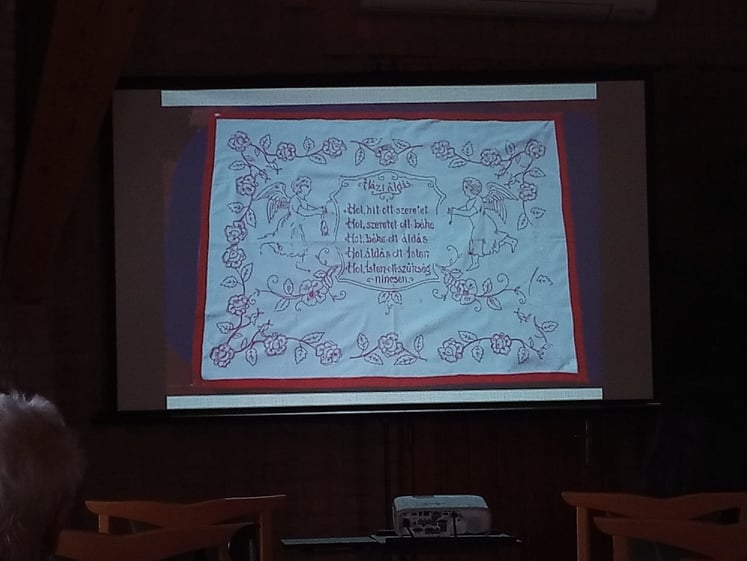 Házi áldás
Hol, hit ott szeretet
Hol, szeretet ott béke
Hol, béke ott áldás
Hol áldás ott Isten
Hol, Isten ott szükség
nincsen